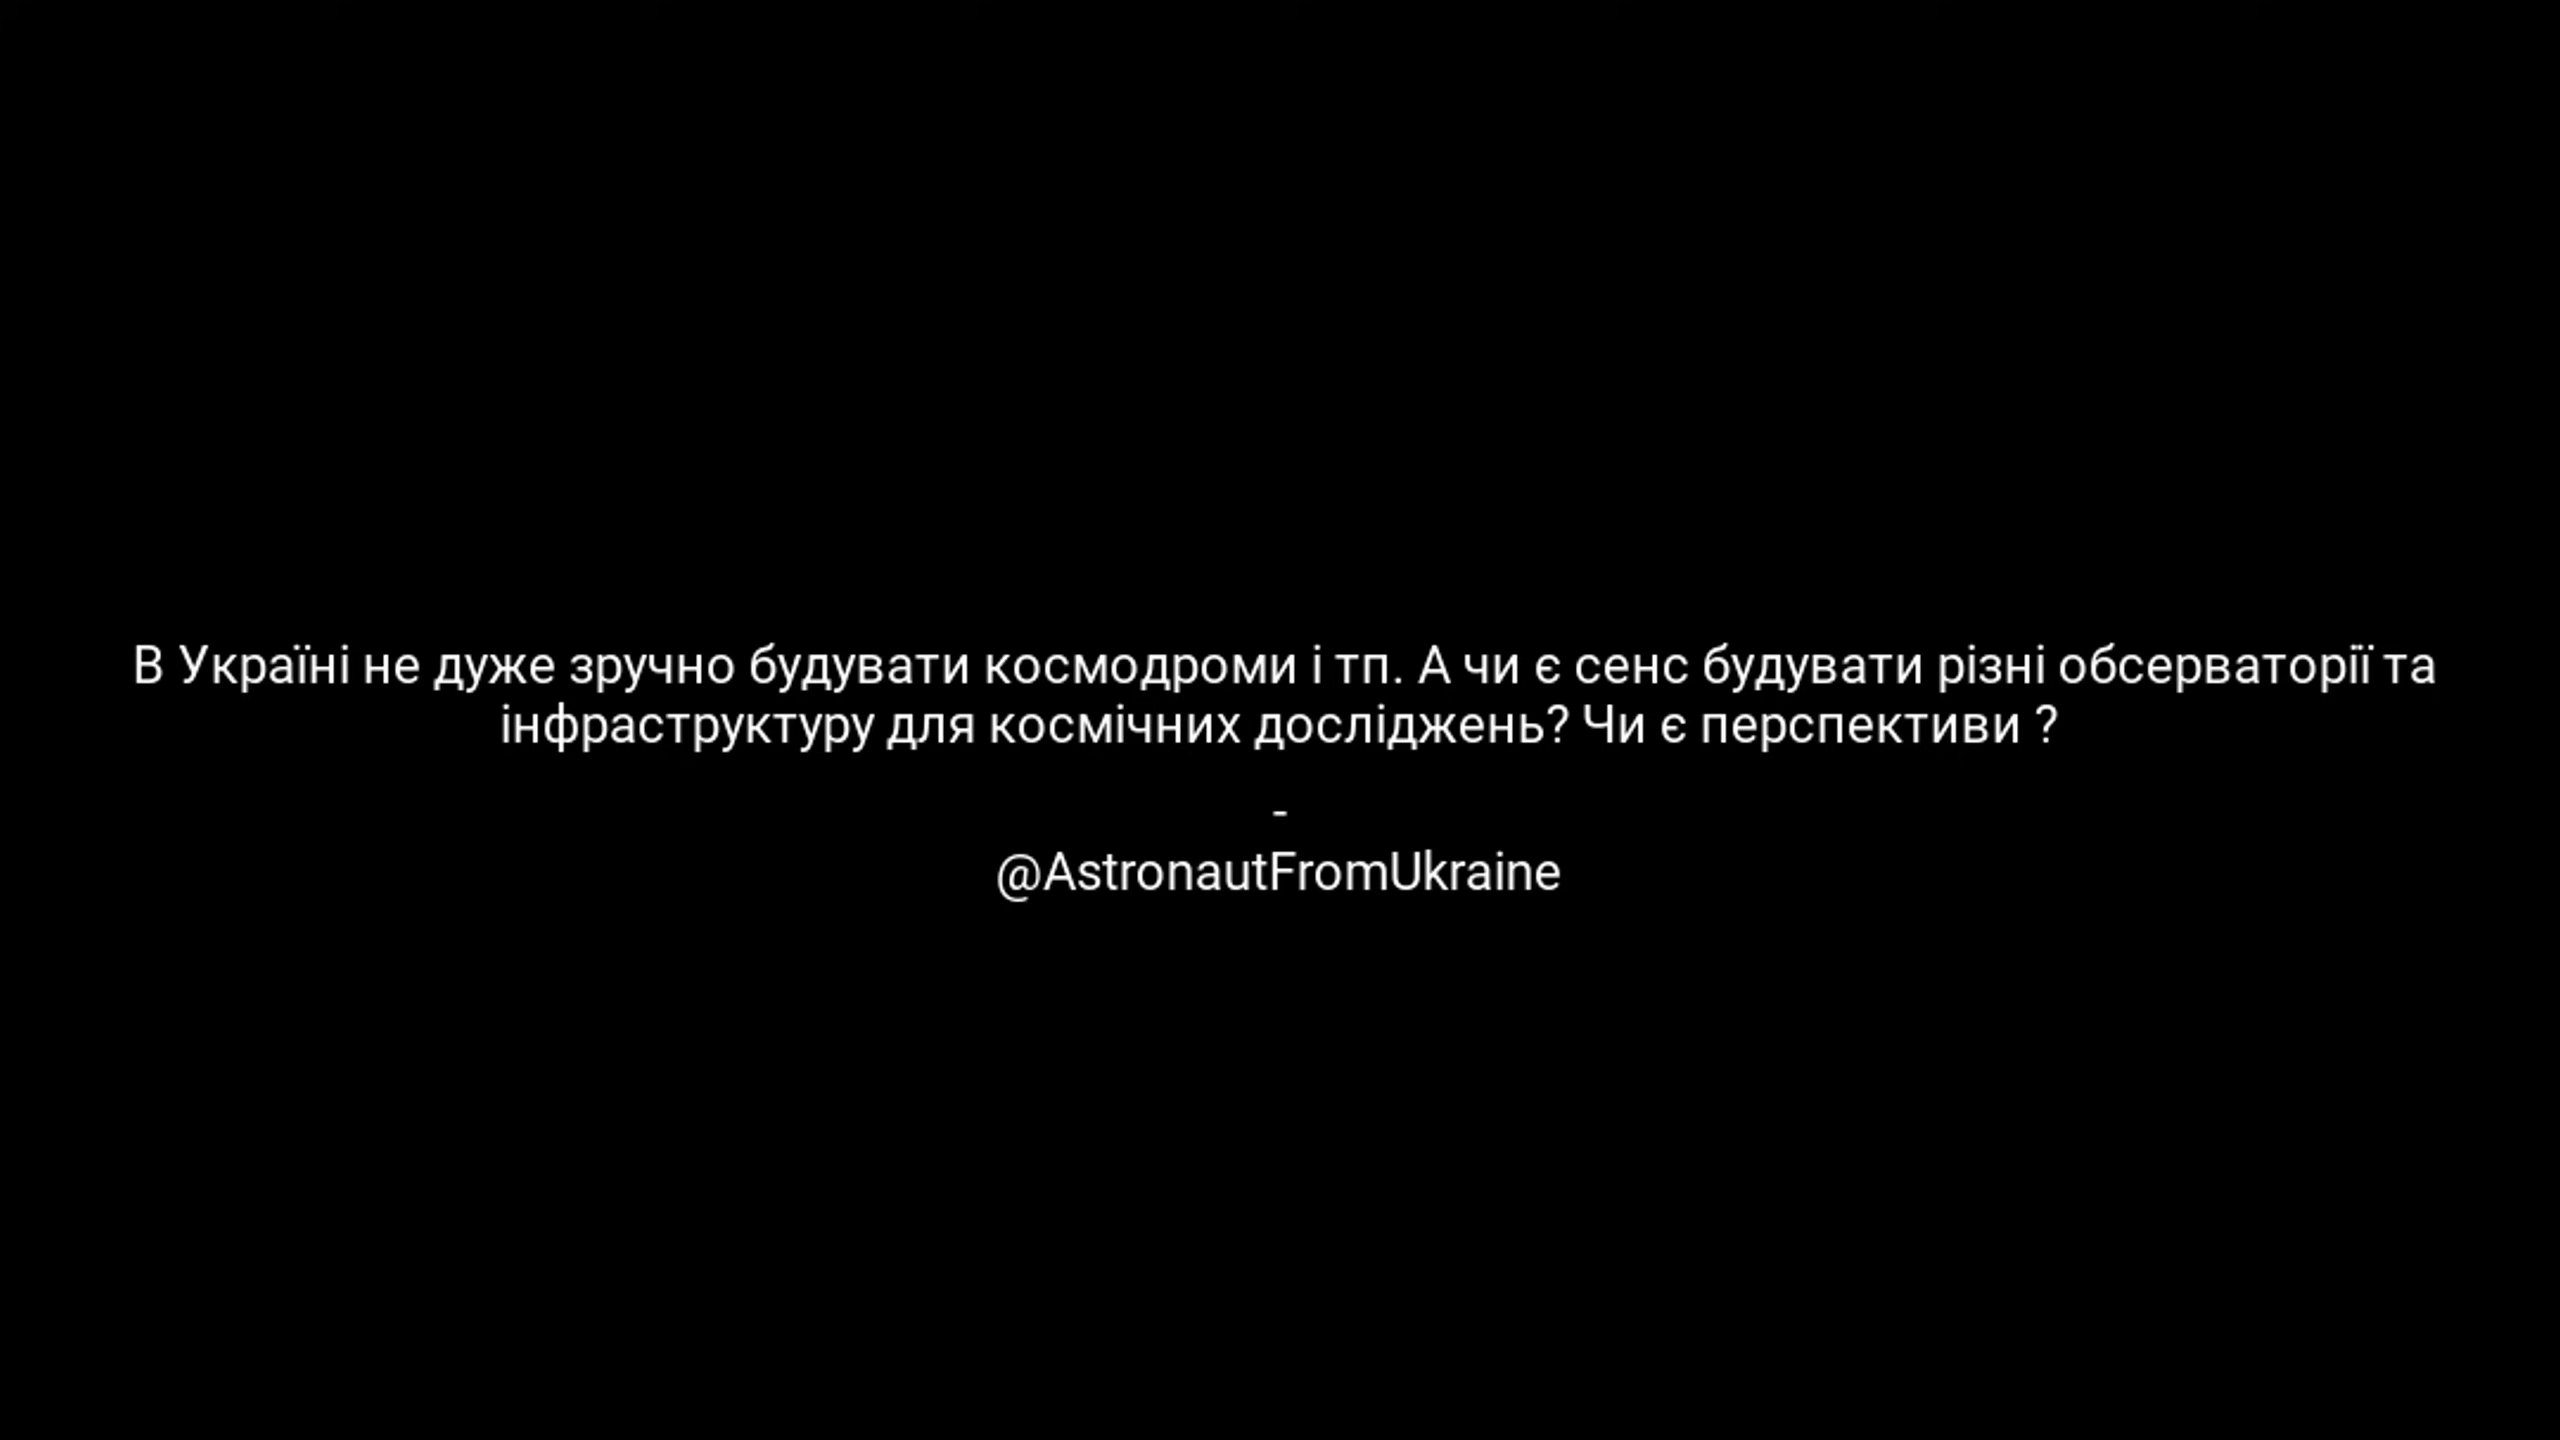 В Україні не дуже зручно будувати космодроми і тп. А чи є сенс будувати різні обсерваторії та
інфраструктуру для космічних досліджень? Чи є перспективи ?
-
@AstronautFromUkraine